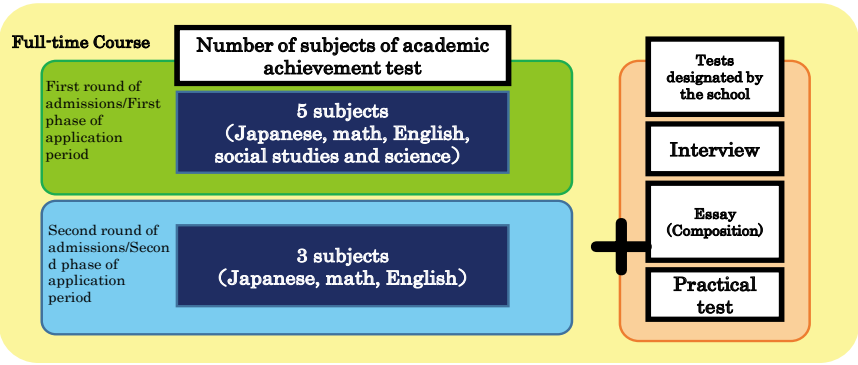 Full-time Course
Number of subjects of academic
achievement test
First round of
admissions/First
phase of
application
period
5 subjects
(Japanese, math, English,
social studies and science)
Second round of
admissions/Secon
d phase of
application
period
3 subjects
(Japanese, math, English)
Tests
designated by
the school
Interview
Essay
(Composition)
Practical
test